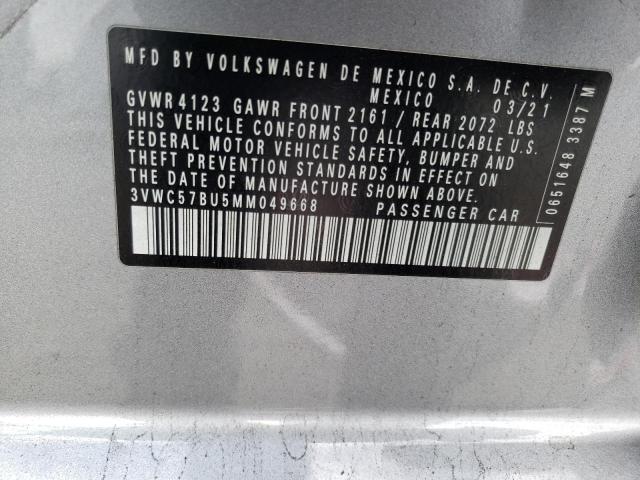 MFD BY VOLKSWAGEN DE MEXICO S.A. DE C.V.
MEXICO 03/21
GVWR 4123 GAWR FRONT 2161 / REAR 2072 LBS
THIS VEHICLE CONFORMS TO ALL APPLICABLE U.S.
FEDERAL MOTOR VEHICLE SAFETY, BUMPER AND
THEFT PREVENTION STANDARDS IN EFFECT ON
THE DATE OF MANUFACTURE SHOWN ABOVE.
3VWC57BU5MM049668 PASSENGER CAR
0651648 3387 M